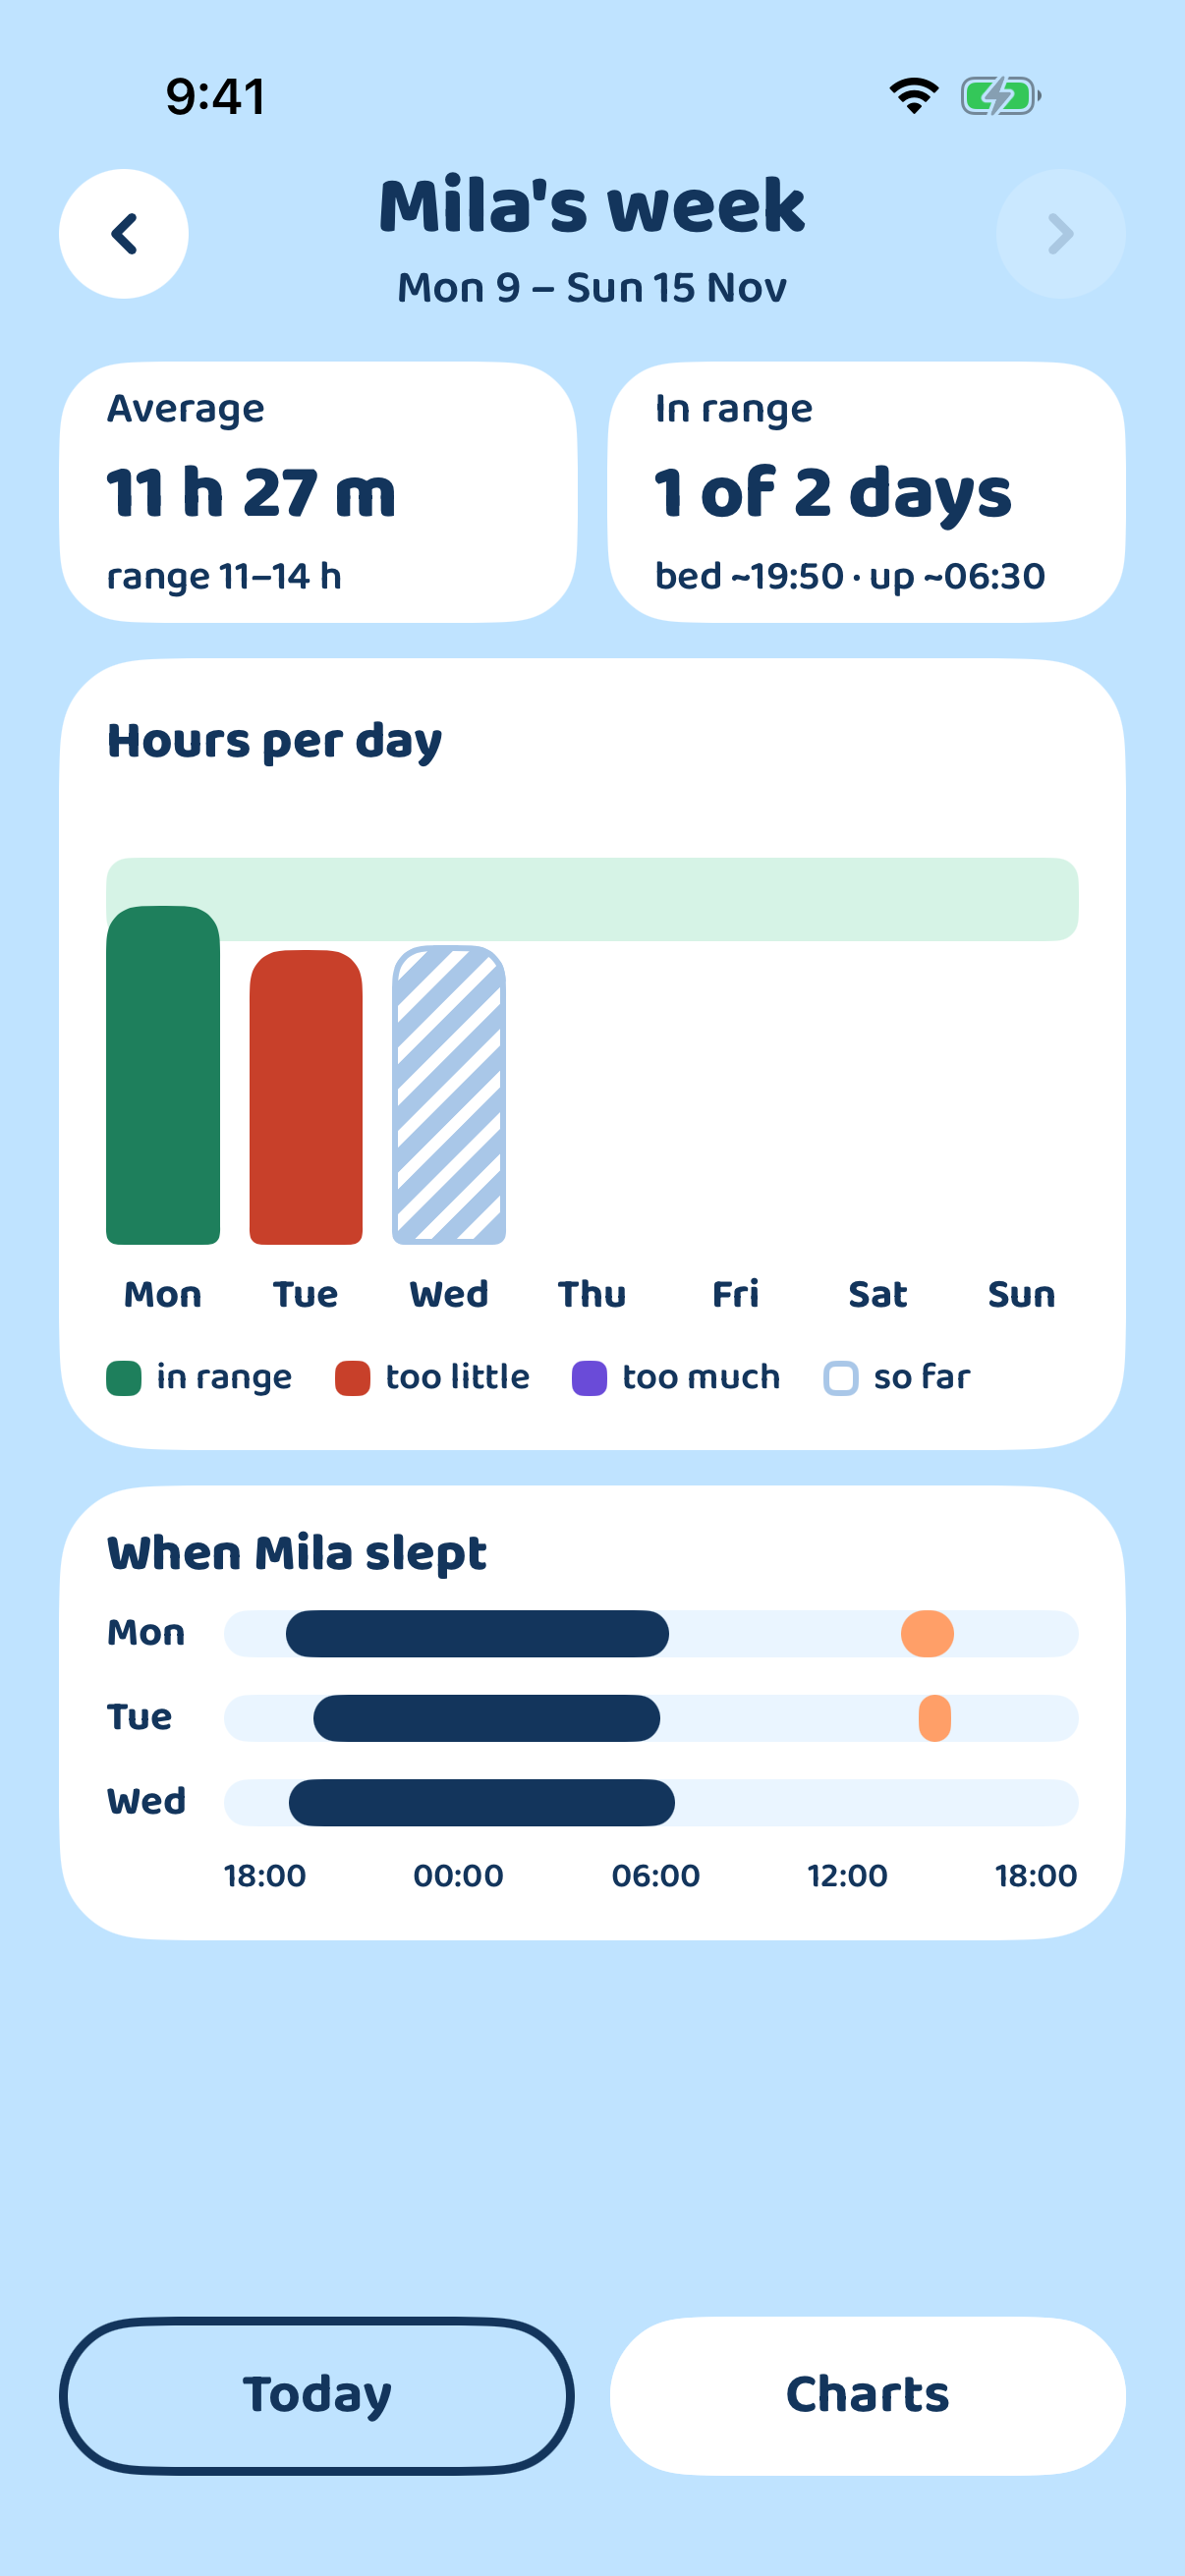 9:41
Mila's week
Mon 9 – Sun 15 Nov
Average
11 h 27 m
range 11–14 h
In range
1 of 2 days
bed ~19:50 · up ~06:30
Hours per day
Mon Tue Wed Thu Fri Sat Sun
in range too little too much so far
When Mila slept
Mon
Tue
Wed
18:00 00:00 06:00 12:00 18:00
Today Charts